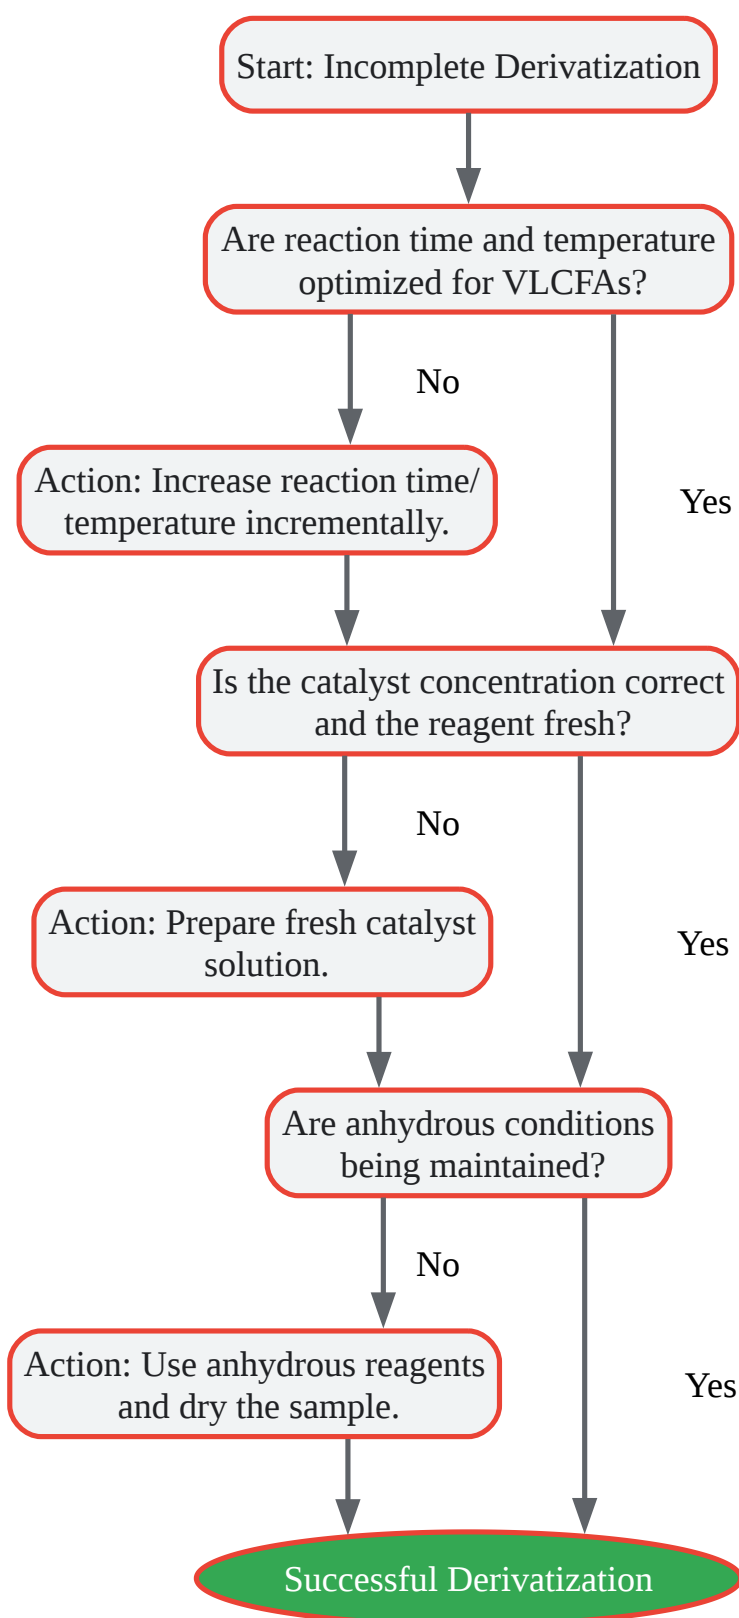 Start: Incomplete Derivatization
Are reaction time and temperature
optimized for VLCFAs?
No
Action: Increase reaction time/
temperature incrementally.
Yes
Is the catalyst concentration correct
and the reagent fresh?
No
Action: Prepare fresh catalyst
solution.
Yes
Are anhydrous conditions
being maintained?
No
Action: Use anhydrous reagents
and dry the sample.
Yes
Successful Derivatization